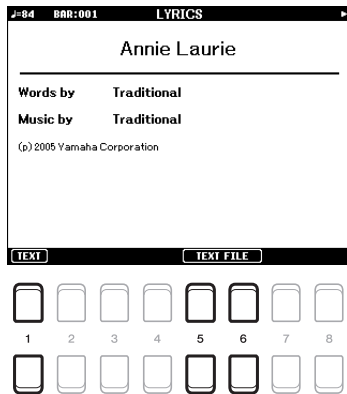 ♩=84 BAR:001 LYRICS
Annie Laurie
Words by Traditional
Music by Traditional
(p) 2005 Yamaha Corporation
TEXT TEXT FILE
1 2 3 4 5 6 7 8